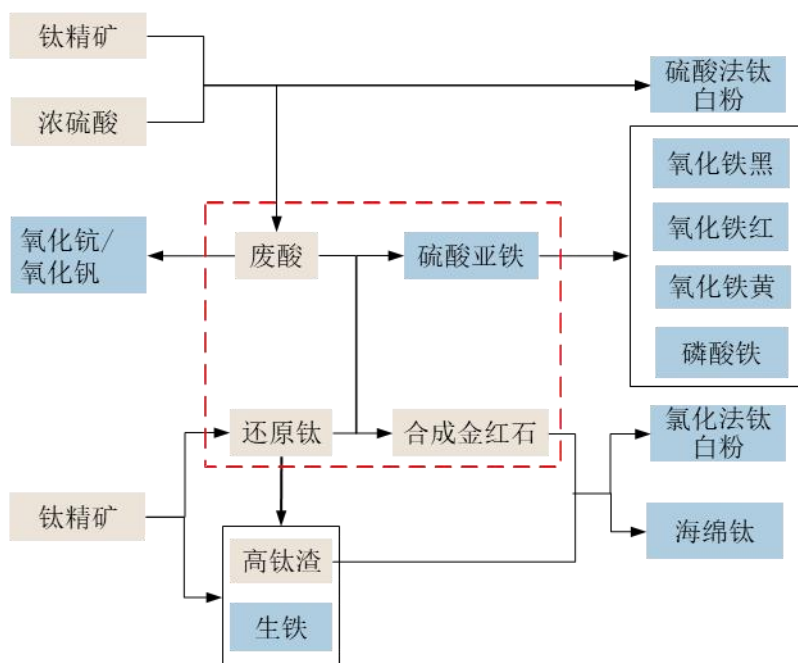 钛精矿
浓硫酸
硫酸法钛
白粉
氧化铁黑
氧化铁红
氧化铁黄
磷酸铁
氧化钪/
氧化钒
废酸
硫酸亚铁
还原钛
合成金红石
氯化法钛
白粉
钛精矿
海绵钛
高钛渣
生铁